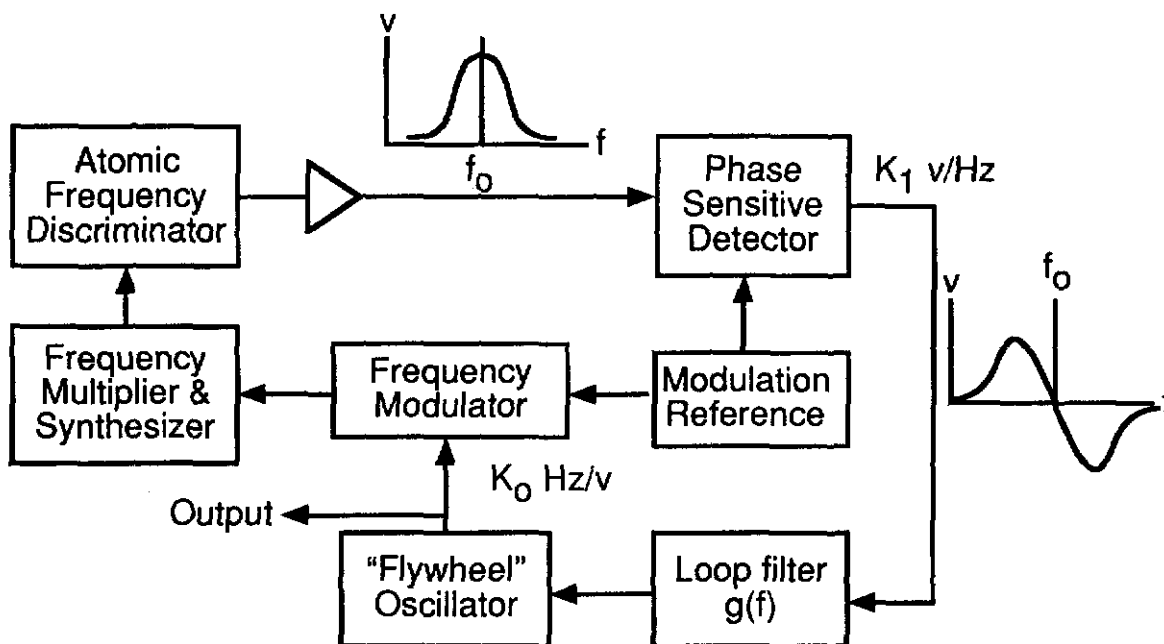 v
f
f₀
Atomic
Frequency
Discriminator
Phase
Sensitive
Detector
K₁ v/Hz
v
f₀
Frequency
Multiplier &
Synthesizer
Frequency
Modulator
Modulation
Reference
K₀ Hz/v
Output
"Flywheel"
Oscillator
Loop filter
g(f)